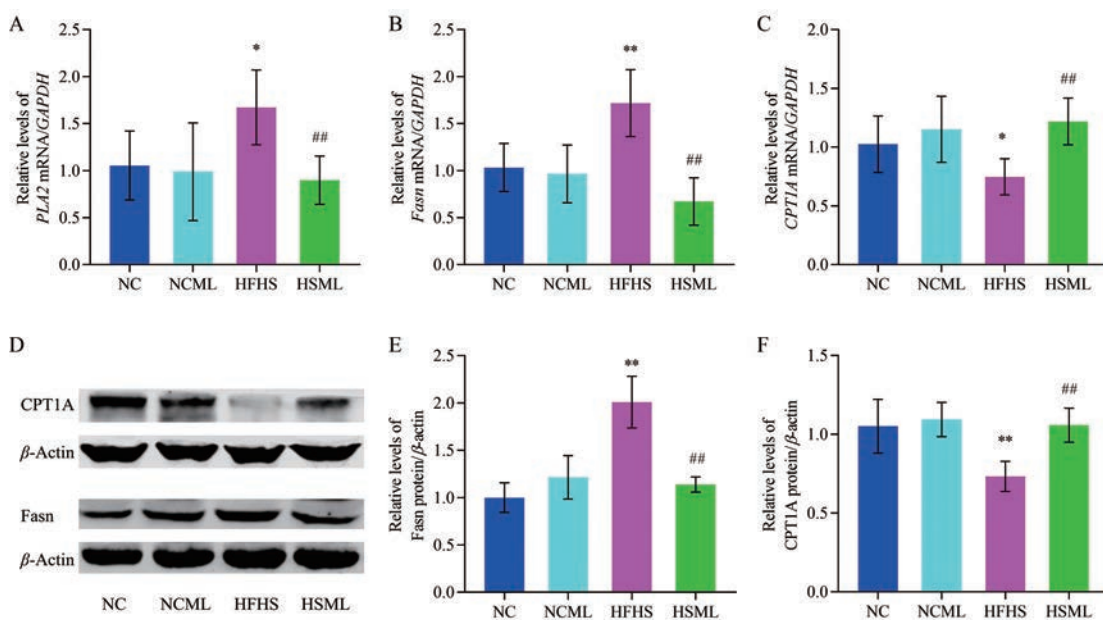 A
Relative levels of
PLA2 mRNA/GAPDH
2.5
2.0
1.5
1.0
0.5
0.0
*
##
NC NCML HFHS HSML
B
Relative levels of
Fasn mRNA/GAPDH
2.5
2.0
1.5
1.0
0.5
0.0
**
##
NC NCML HFHS HSML
C
Relative levels of
CPT1A mRNA/GAPDH
2.0
1.5
1.0
0.5
0.0
*
##
NC NCML HFHS HSML
D
CPT1A
β-Actin
Fasn
β-Actin
NC NCML HFHS HSML
E
Relative levels of
Fasn protein/β-actin
2.5
2.0
1.5
1.0
0.5
0.0
**
##
NC NCML HFHS HSML
F
Relative levels of
CPT1A protein/β-actin
1.5
1.0
0.5
0.0
**
##
NC NCML HFHS HSML